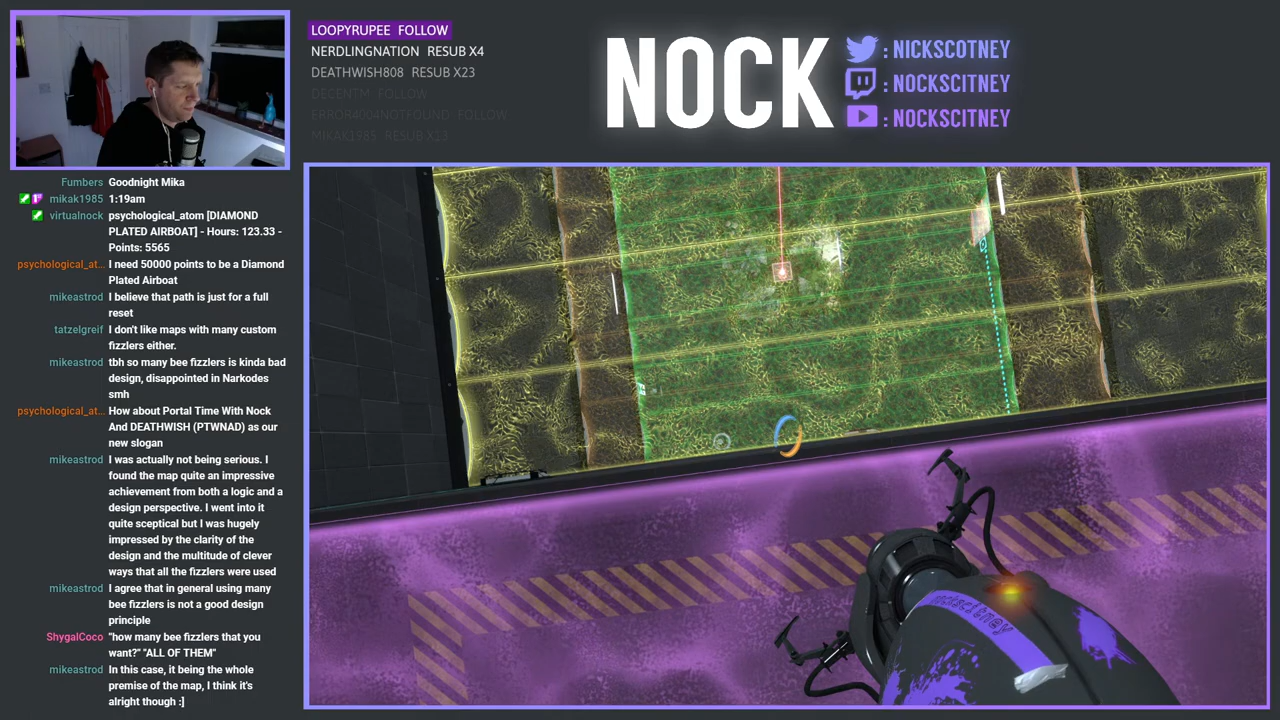 LOOPYRUPEE FOLLOW
NERDLINGNATION RESUB X4
DEATHWISH808 RESUB X23
DECENTM FOLLOW
ERROR4004NOTFOUND FOLLOW
MIKAK1985 RESUB X13
NOCK
: NICKSCOTNEY
: NOCKSCITNEY
: NOCKSCITNEY
Fumbers Goodnight Mika
mikak1985 1:19am
virtualnock psychological_atom [DIAMOND
PLATED AIRBOAT] - Hours: 123.33 -
Points: 5565
psychological_at... I need 50000 points to be a Diamond
Plated Airboat
mikeastrod I believe that path is just for a full
reset
tatzelgreif I don't like maps with many custom
fizzlers either.
mikeastrod tbh so many bee fizzlers is kinda bad
design, disappointed in Narkodes
smh
psychological_at... How about Portal Time With Nock
And DEATHWISH (PTWNAD) as our
new slogan
mikeastrod I was actually not being serious. I
found the map quite an impressive
achievement from both a logic and a
design perspective. I went into it
quite sceptical but I was hugely
impressed by the clarity of the
design and the multitude of clever
ways that all the fizzlers were used
mikeastrod I agree that in general using many
bee fizzlers is not a good design
principle
ShygalCoco "how many bee fizzlers that you
want?" "ALL OF THEM"
mikeastrod In this case, it being the whole
premise of the map, I think it's
alright though :]
nockscitney